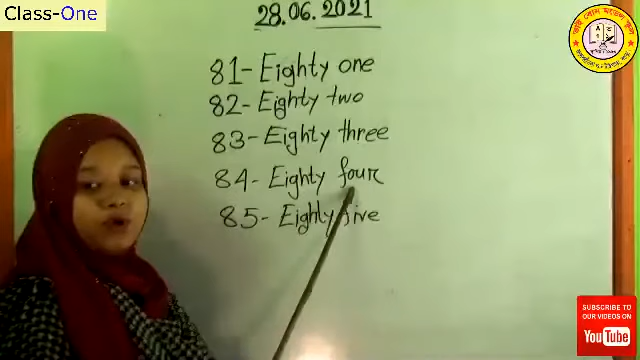 Class-One
28.06.2021
81- Eighty one
82- Eighty two
83- Eighty three
84- Eighty four
85- Eighty five
SUBSCRIBE TO
OUR VIDEOS ON
YouTube